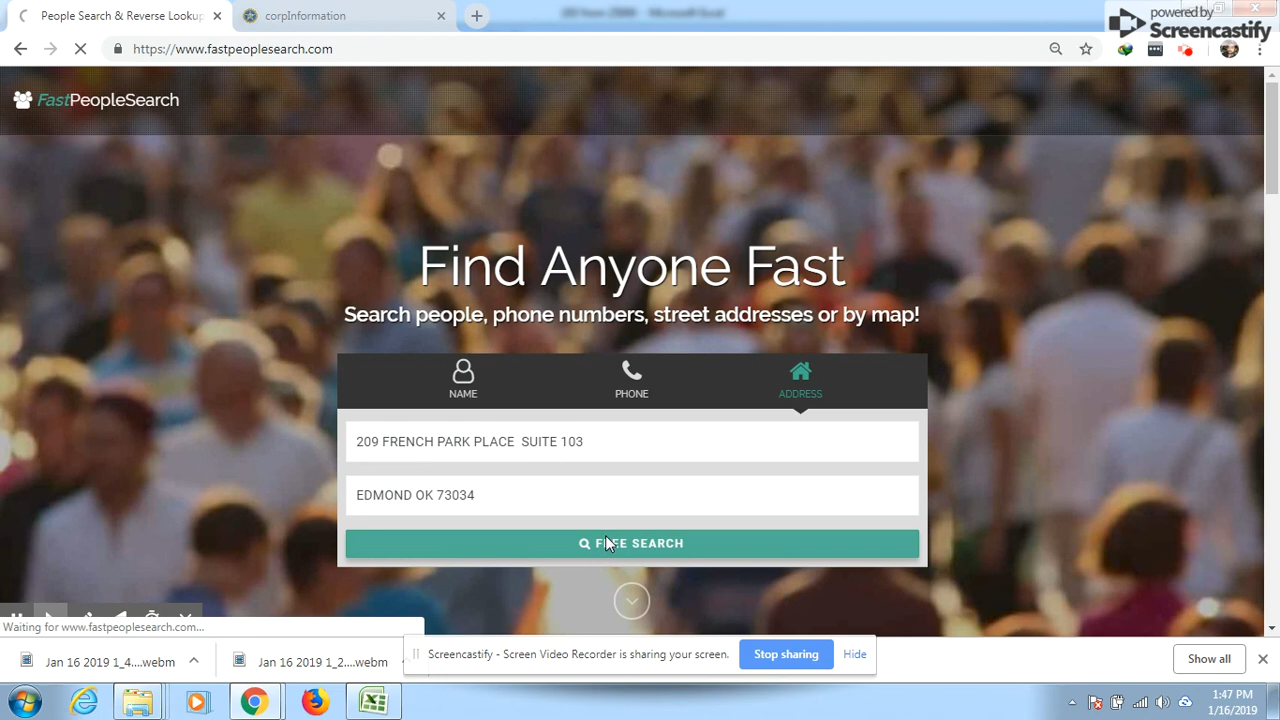 People Search & Reverse Lookup
corpInformation
powered by
Screencastify
https://www.fastpeoplesearch.com
FastPeopleSearch
Find Anyone Fast
Search people, phone numbers, street addresses or by map!
NAME
PHONE
ADDRESS
209 FRENCH PARK PLACE  SUITE 103
EDMOND OK 73034
FREE SEARCH
Waiting for www.fastpeoplesearch.com...
Jan 16 2019 1_4....webm
Jan 16 2019 1_2....webm
Screencastify - Screen Video Recorder is sharing your screen.
Stop sharing
Hide
Show all
1:47 PM
1/16/2019